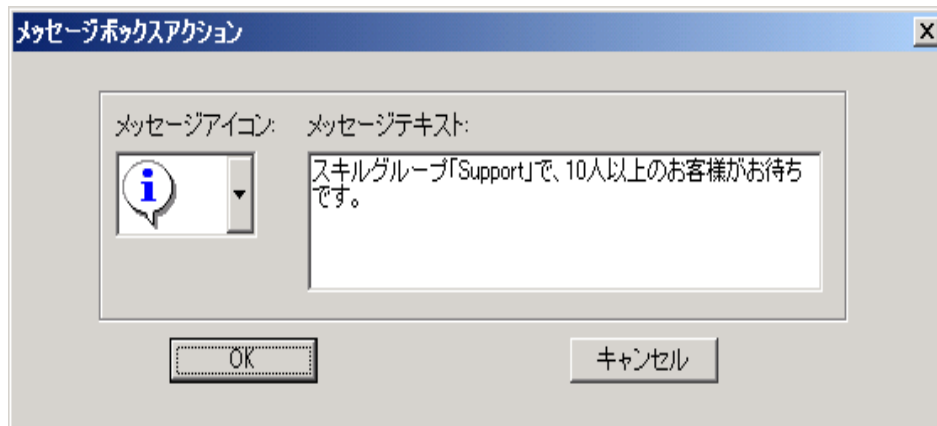 メッセージボックスアクション
メッセージアイコン:
メッセージテキスト:
スキルグループ「Support」で、10人以上のお客様がお待ち
です。
OK
キャンセル